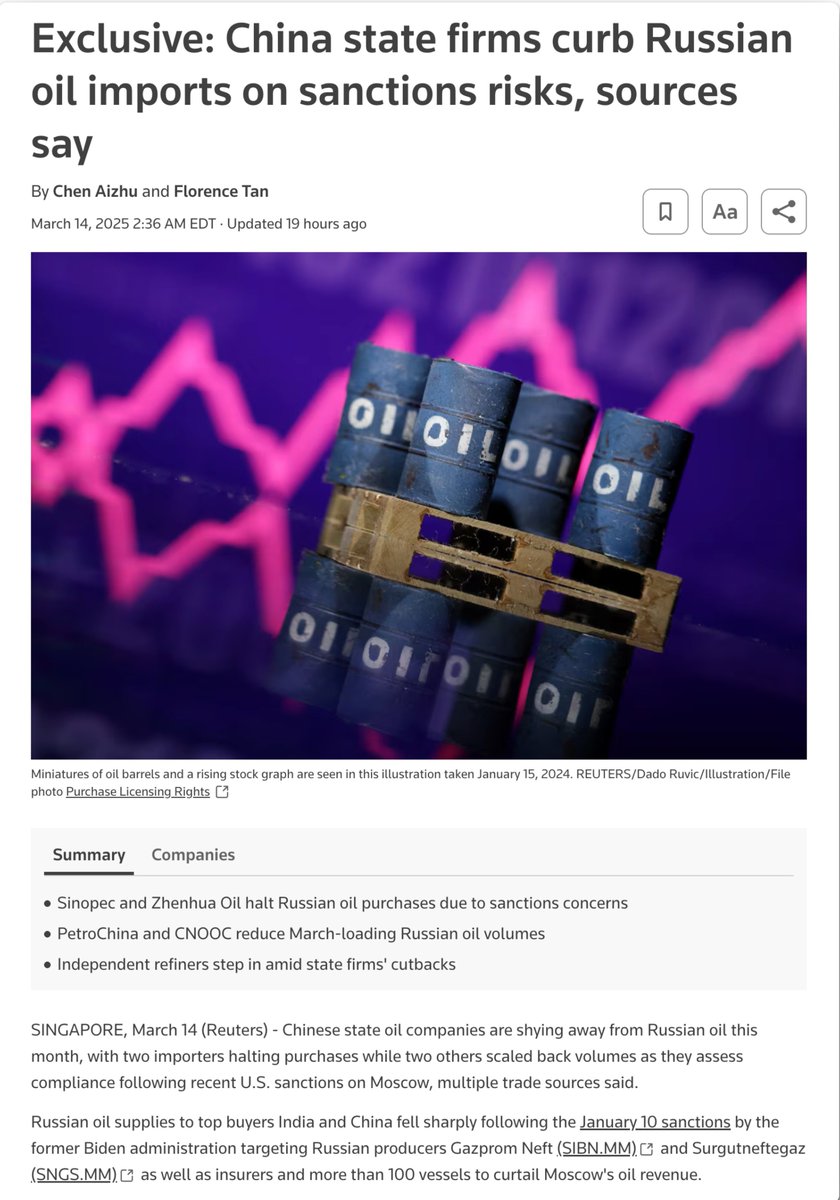 Exclusive: China state firms curb Russian
oil imports on sanctions risks, sources
say
By Chen Aizhu and Florence Tan
March 14, 2025 2:36 AM EDT · Updated 19 hours ago
Aa
OIL
OIL
OIL
OIL
OIL
OIL
OIL
OIL
Miniatures of oil barrels and a rising stock graph are seen in this illustration taken January 15, 2024. REUTERS/Dado Ruvic/Illustration/File
photo Purchase Licensing Rights
Summary Companies
• Sinopec and Zhenhua Oil halt Russian oil purchases due to sanctions concerns
• PetroChina and CNOOC reduce March-loading Russian oil volumes
• Independent refiners step in amid state firms' cutbacks
SINGAPORE, March 14 (Reuters) - Chinese state oil companies are shying away from Russian oil this
month, with two importers halting purchases while two others scaled back volumes as they assess
compliance following recent U.S. sanctions on Moscow, multiple trade sources said.
Russian oil supplies to top buyers India and China fell sharply following the January 10 sanctions by the
former Biden administration targeting Russian producers Gazprom Neft (SIBN.MM) and Surgutneftegaz
(SNGS.MM) as well as insurers and more than 100 vessels to curtail Moscow's oil revenue.